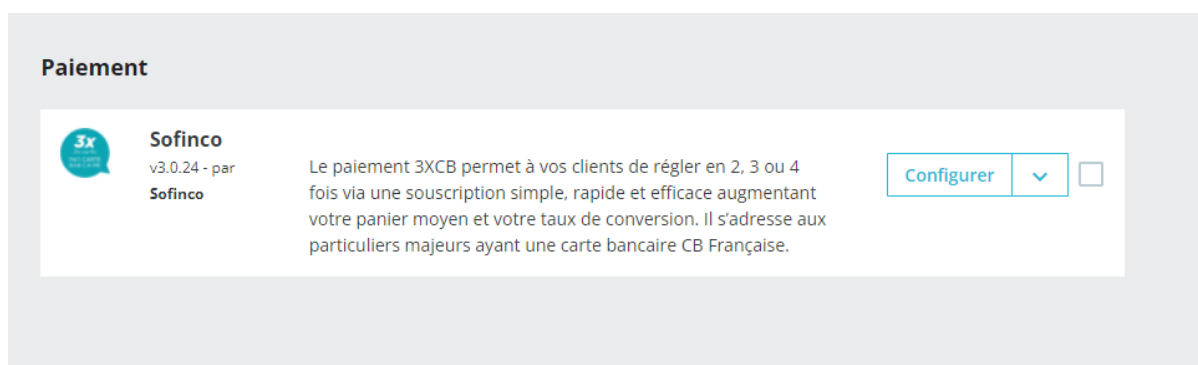 Paiement
3x
Sofinco
v3.0.24 - par
Sofinco
Le paiement 3XCB permet à vos clients de régler en 2, 3 ou 4
fois via une souscription simple, rapide et efficace augmentant
votre panier moyen et votre taux de conversion. Il s'adresse aux
particuliers majeurs ayant une carte bancaire CB Française.
Configurer